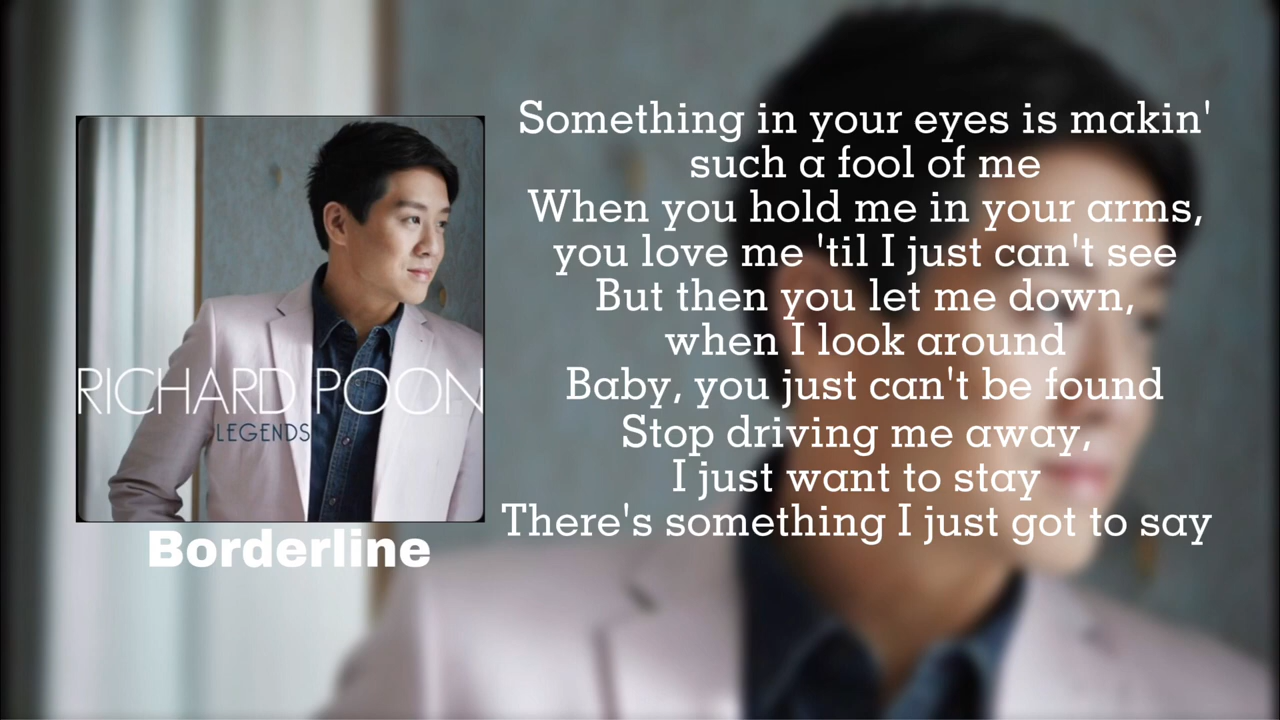 RICHARD POON
LEGENDS
Borderline
Something in your eyes is makin'
such a fool of me
When you hold me in your arms,
you love me 'til I just can't see
But then you let me down,
when I look around
Baby, you just can't be found
Stop driving me away,
I just want to stay
There's something I just got to say